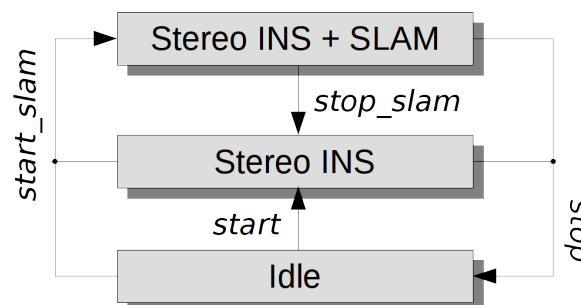 Stereo INS + SLAM
start_slam
stop_slam
Stereo INS
start
stop
Idle